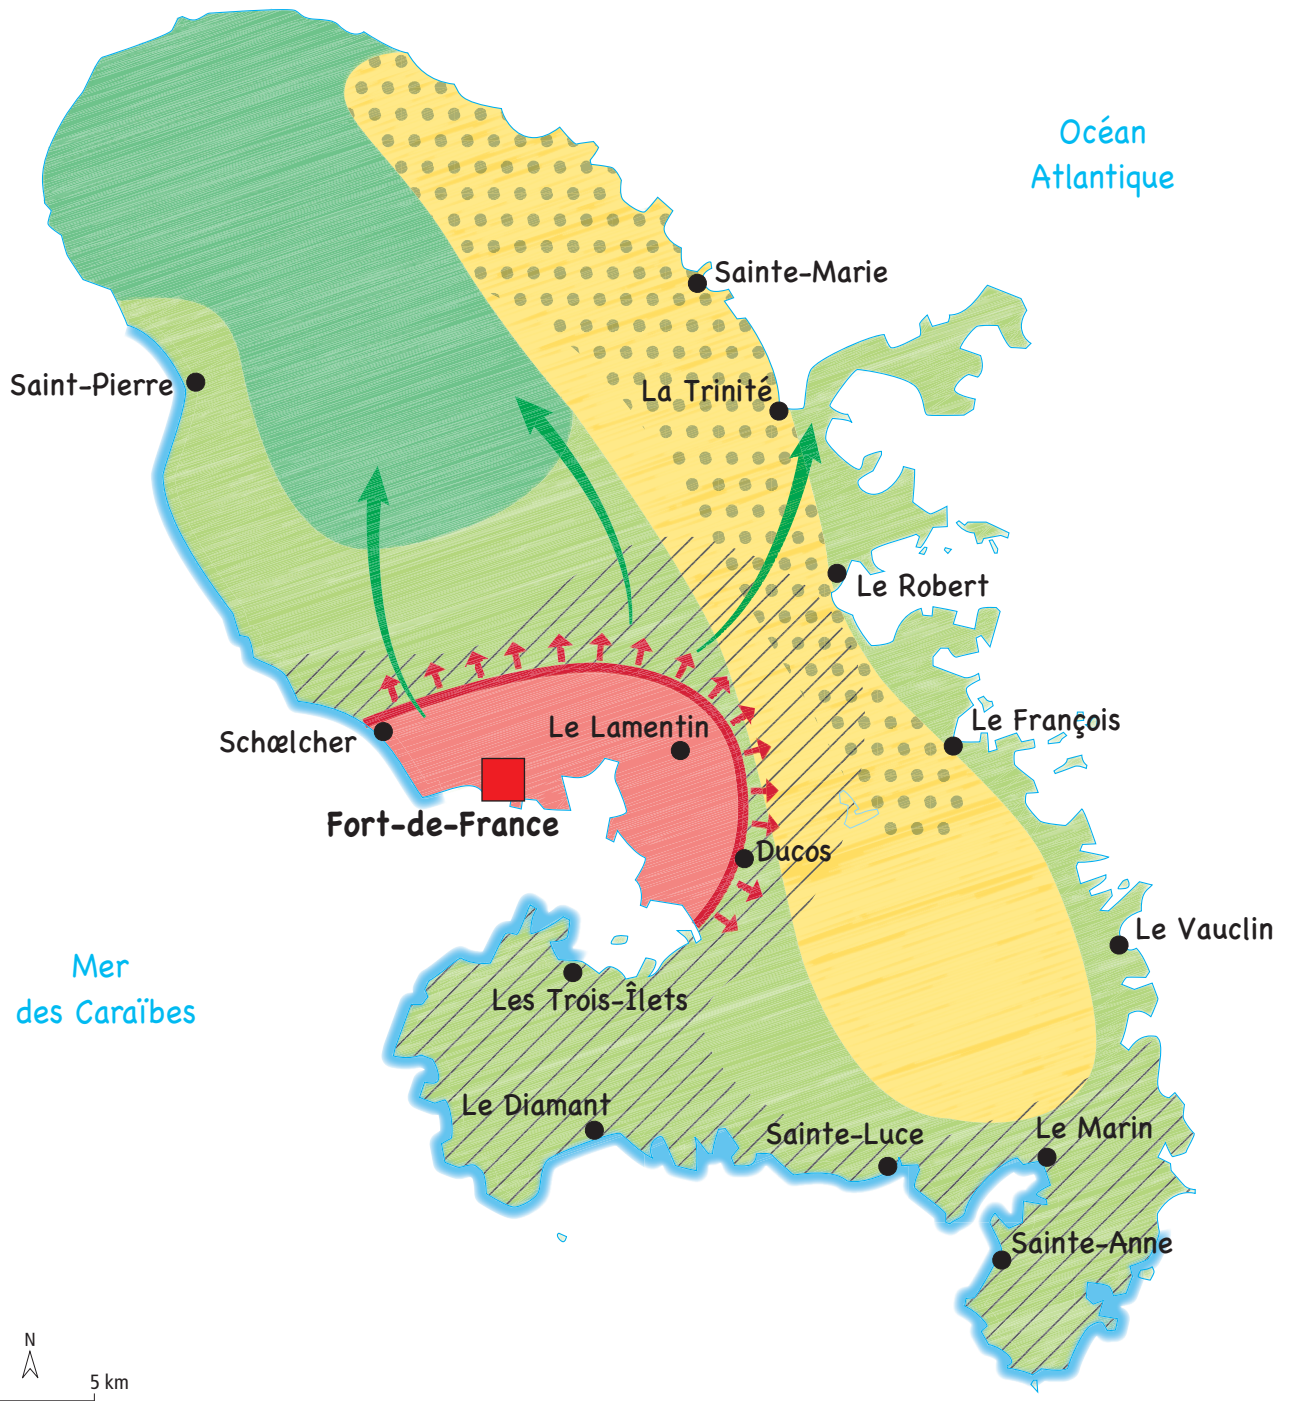 Océan
Atlantique
Sainte-Marie
Saint-Pierre
La Trinité
Le Robert
Le François
Schœlcher
Le Lamentin
Fort-de-France
Ducos
Le Vauclin
Mer
des Caraïbes
Les Trois-Îlets
Le Diamant
Sainte-Luce
Le Marin
Sainte-Anne
N
5 km